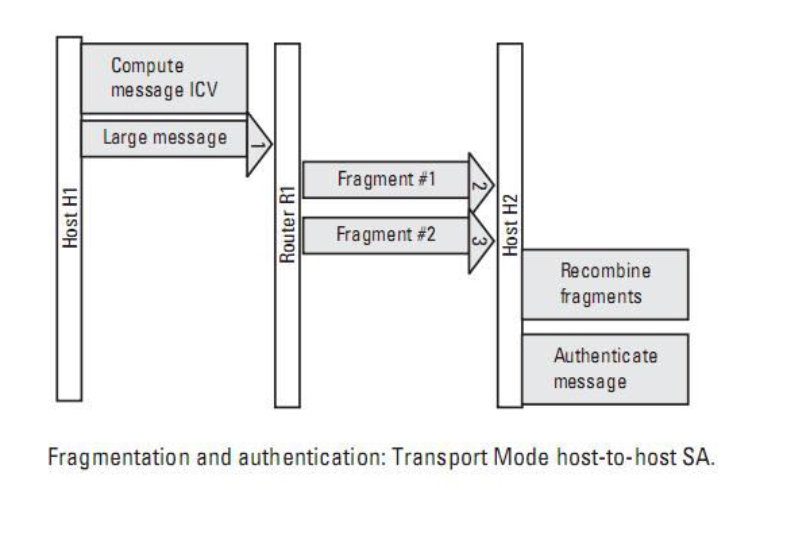 Compute
message ICV
Large message
1
Host H1
Router R1
Fragment #1
2
Fragment #2
3
Host H2
Recombine
fragments
Authenticate
message
Fragmentation and authentication: Transport Mode host-to-host SA.